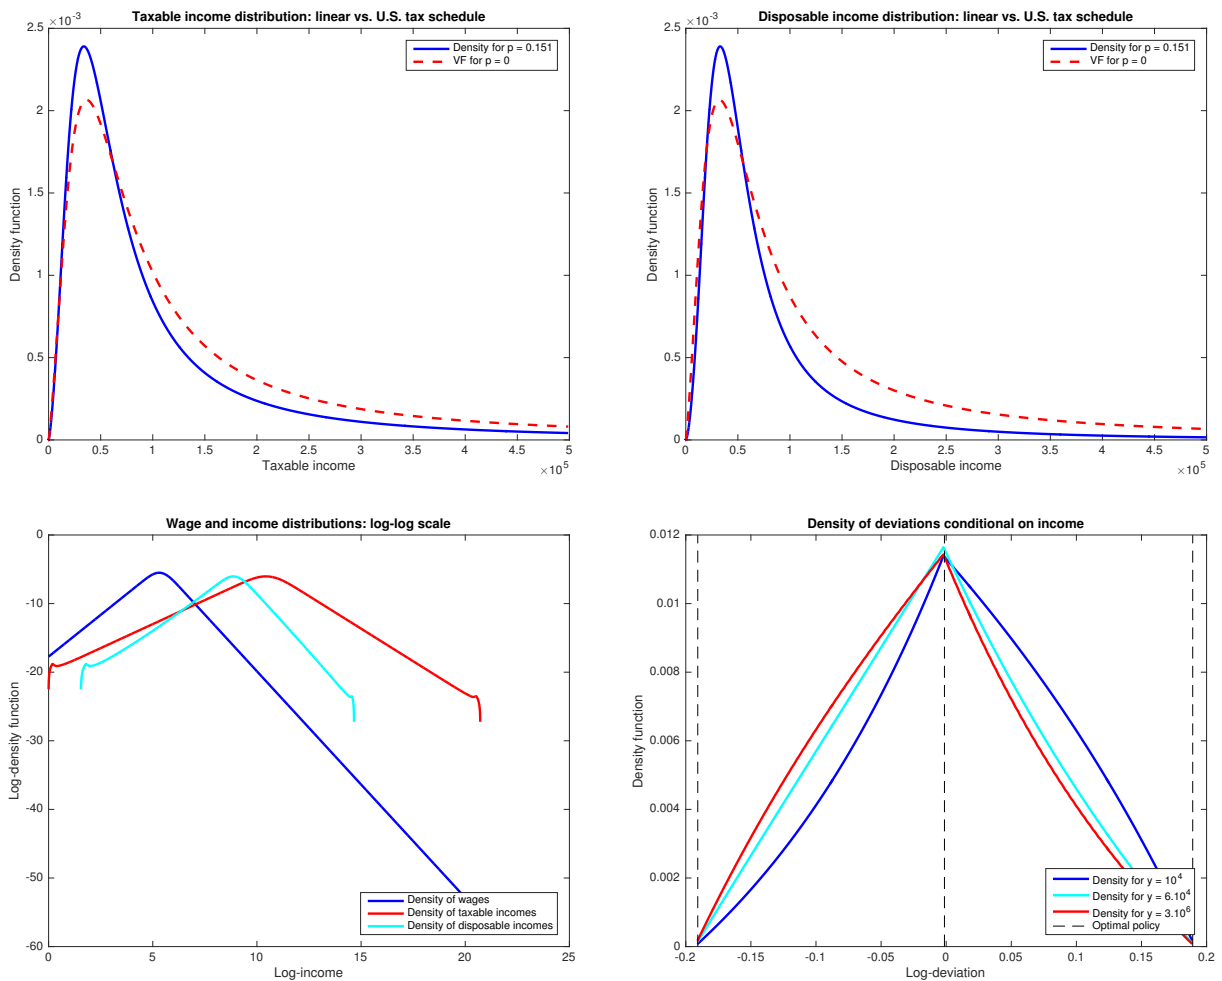 Taxable income distribution: linear vs. U.S. tax schedule
2.5 ×10⁻³
2
1.5
1
0.5
0
Density function
Density for p = 0.151
VF for p = 0
0 0.5 1 1.5 2 2.5 3 3.5 4 4.5 5
Taxable income
×10⁵
Disposable income distribution: linear vs. U.S. tax schedule
2.5 ×10⁻³
2
1.5
1
0.5
0
Density function
Density for p = 0.151
VF for p = 0
0 0.5 1 1.5 2 2.5 3 3.5 4 4.5 5
Disposable income
×10⁵
Wage and income distributions: log-log scale
0
-10
-20
-30
-40
-50
-60
Log-density function
Density of wages
Density of taxable incomes
Density of disposable incomes
0 5 10 15 20 25
Log-income
Density of deviations conditional on income
0.012
0.01
0.008
0.006
0.004
0.002
0
Density function
Density for y = 10⁴
Density for y = 6.10⁴
Density for y = 3.10⁶
Optimal policy
-0.2 -0.15 -0.1 -0.05 0 0.05 0.1 0.15 0.2
Log-deviation